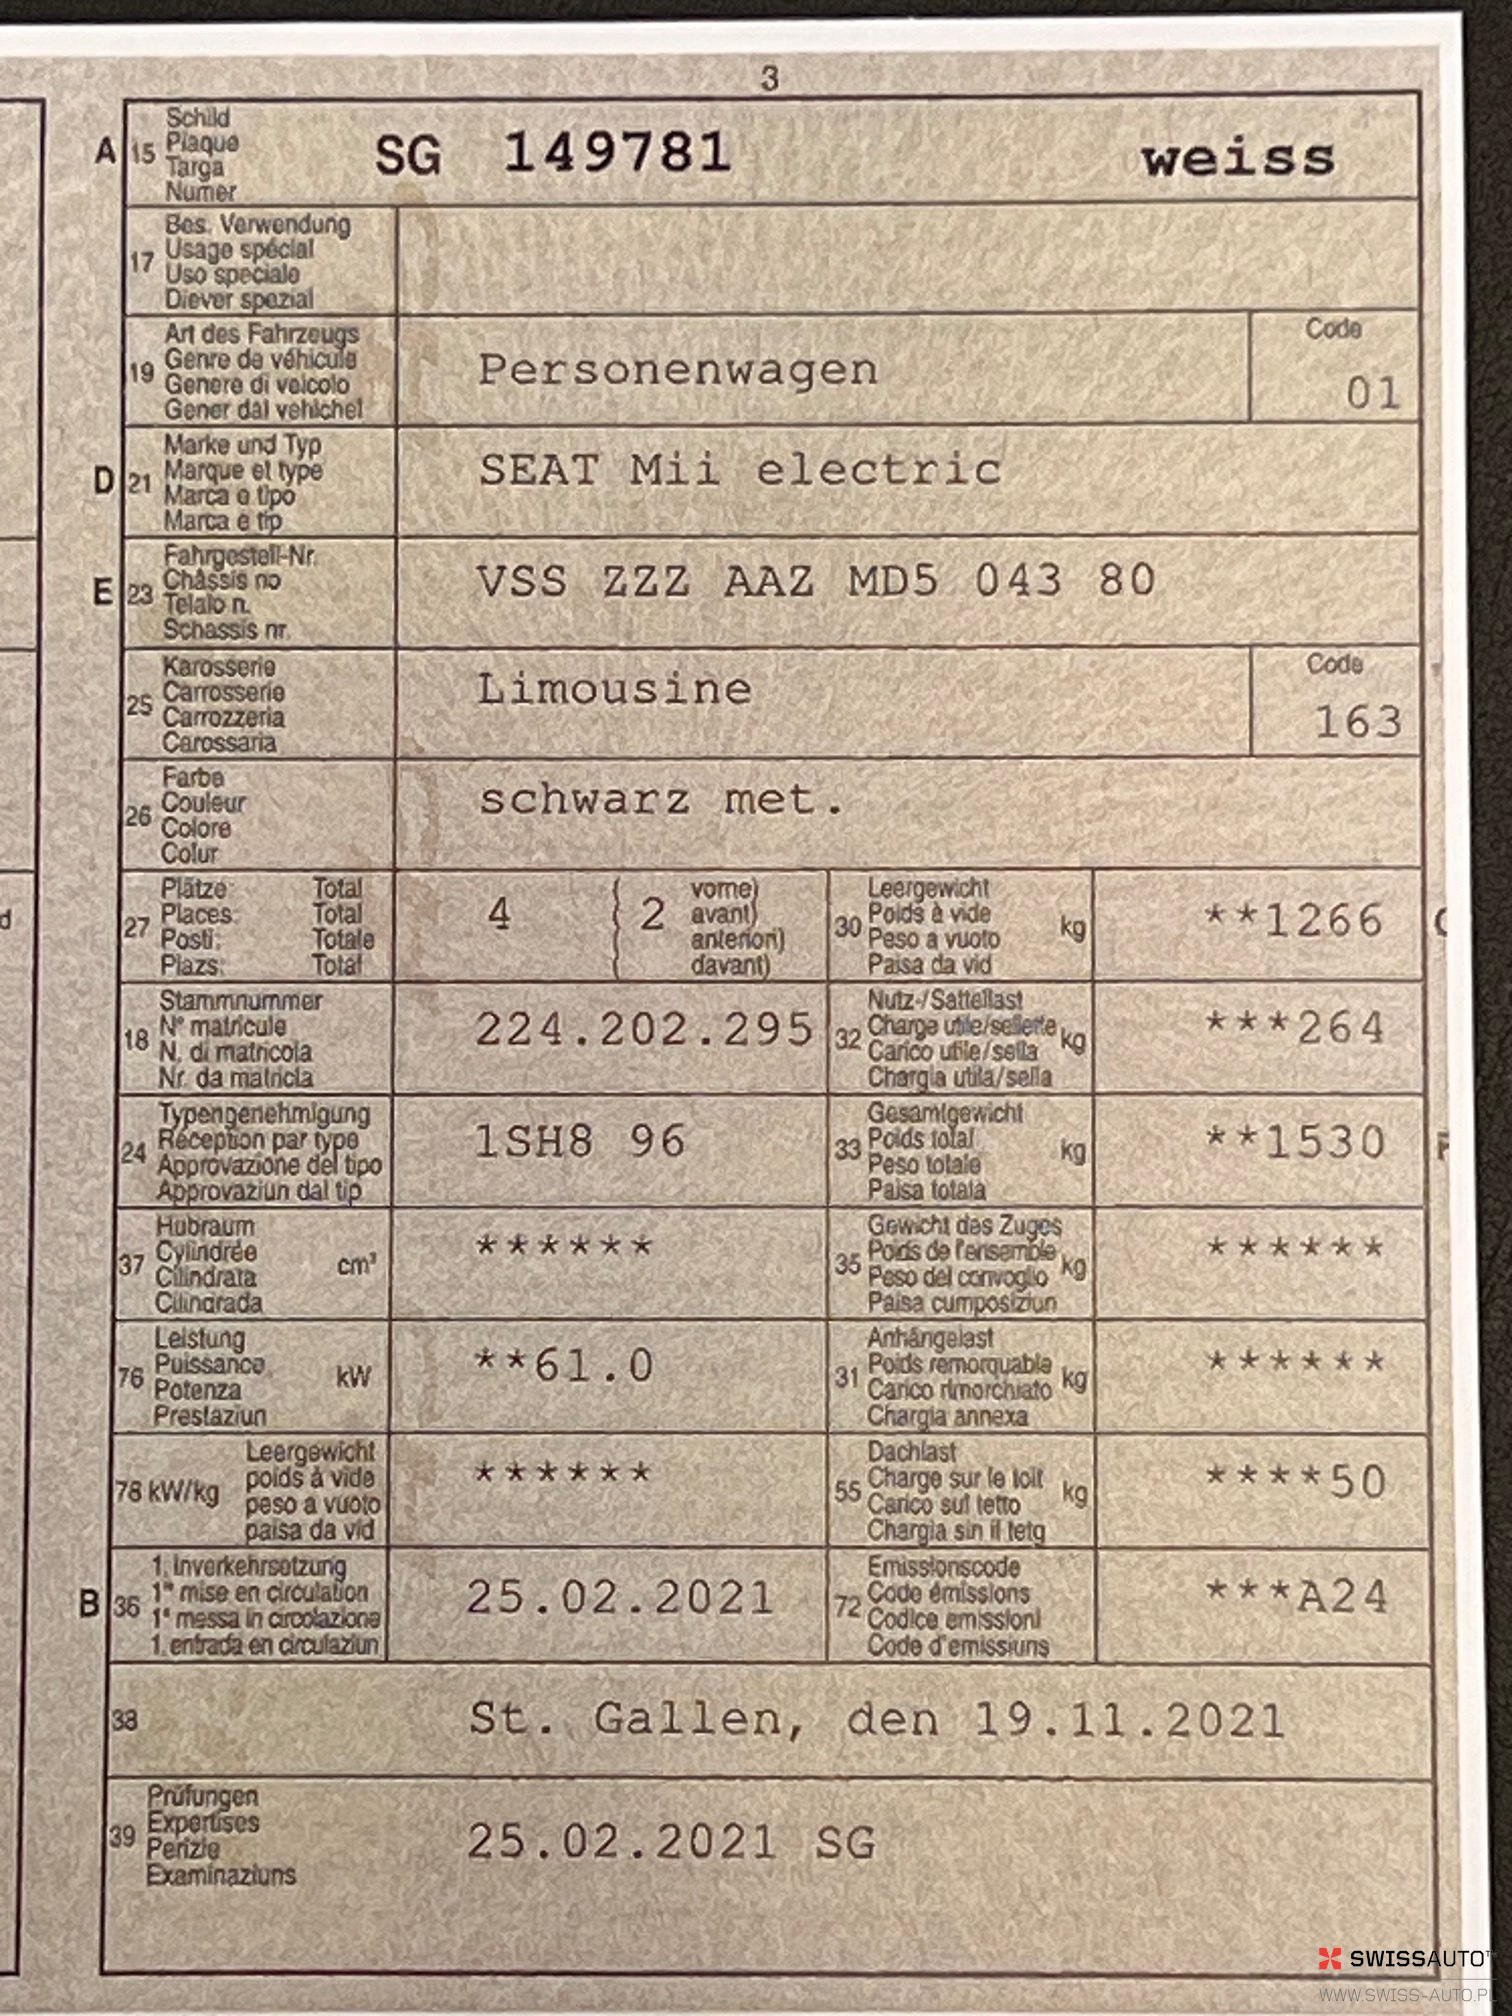 3
A 15 Schild
Plaque
Targa
Numer
SG 149781 weiss
17 Bes. Verwendung
Usage spécial
Uso speciale
Diever spezial
19 Art des Fahrzeugs
Genre de véhicule
Genere di veicolo
Gener dal vehichel
Personenwagen
Code
01
D 21 Marke und Typ
Marque et type
Marca e tipo
Marca e tip
SEAT Mii electric
E 23 Fahrgestell-Nr.
Châssis no
Telaio n.
Schassis nr.
VSS ZZZ AAZ MD5 043 80
25 Karosserie
Carrosserie
Carrozzeria
Carossaria
Limousine
Code
163
26 Farbe
Couleur
Colore
Colur
schwarz met.
27 Plätze: Total
Places: Total
Posti: Totale
Plazs: Total
4 ( 2 vorne)
avant)
anteriori)
davant)
30 Leergewicht
Poids à vide
Peso a vuoto
Paisa da vid
kg
**1266
18 Stammnummer
N° matricule
N. di matricola
Nr. da matricla
224.202.295
32 Nutz-/Sattellast
Charge utile/sellette
Carico utile/sella
Chargia utila/sella
kg
***264
24 Typengenehmigung
Réception par type
Approvazione del tipo
Approvaziun dal tip
1SH8 96
33 Gesamtgewicht
Poids total
Peso totale
Paisa totala
kg
**1530
37 Hubraum
Cylindrée
Cilindrata
Cilindrada
cm³
******
35 Gewicht des Zuges
Poids de l'ensemble
Peso del convoglio
Paisa cumposiziun
kg
******
76 Leistung
Puissance
Potenza
Prestaziun
kW
**61.0
31 Anhängelast
Poids remorquable
Carico rimorchiato
Chargia annexa
kg
******
78 kW/kg Leergewicht
poids à vide
peso a vuoto
paisa da vid
******
55 Dachlast
Charge sur le toit
Carico sul tetto
Chargia sin il tetg
kg
****50
B 36 1. Inverkehrsetzung
1re mise en circulation
1a messa in circolazione
1. entrada en circulaziun
25.02.2021
72 Emissionscode
Code émissions
Codice emissioni
Code d'emissiuns
***A24
38 St. Gallen, den 19.11.2021
39 Prüfungen
Expertises
Perizie
Examinaziuns
25.02.2021 SG
SWISSAUTO
WWW.SWISS-AUTO.PL